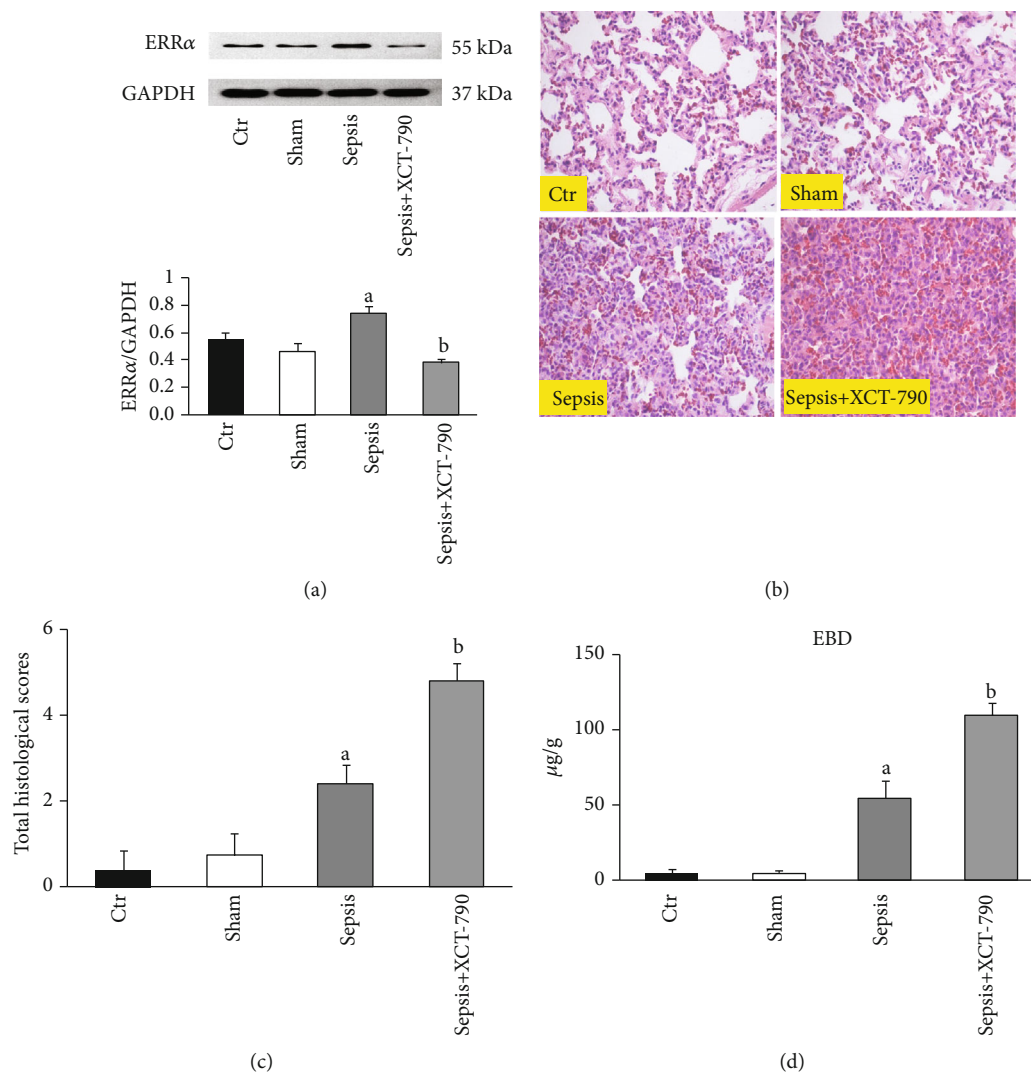 ERRα
55 kDa
GAPDH
37 kDa
Ctr
Sham
Sepsis
Sepsis+XCT-790
ERRα/GAPDH
1
0.8
0.6
0.4
0.2
0.0
a
b
Ctr
Sham
Sepsis
Sepsis+XCT-790
(a)
Ctr
Sham
Sepsis
Sepsis+XCT-790
(b)
Total histological scores
6
4
2
0
a
b
Ctr
Sham
Sepsis
Sepsis+XCT-790
(c)
EBD
μg/g
150
100
50
0
a
b
Ctr
Sham
Sepsis
Sepsis+XCT-790
(d)